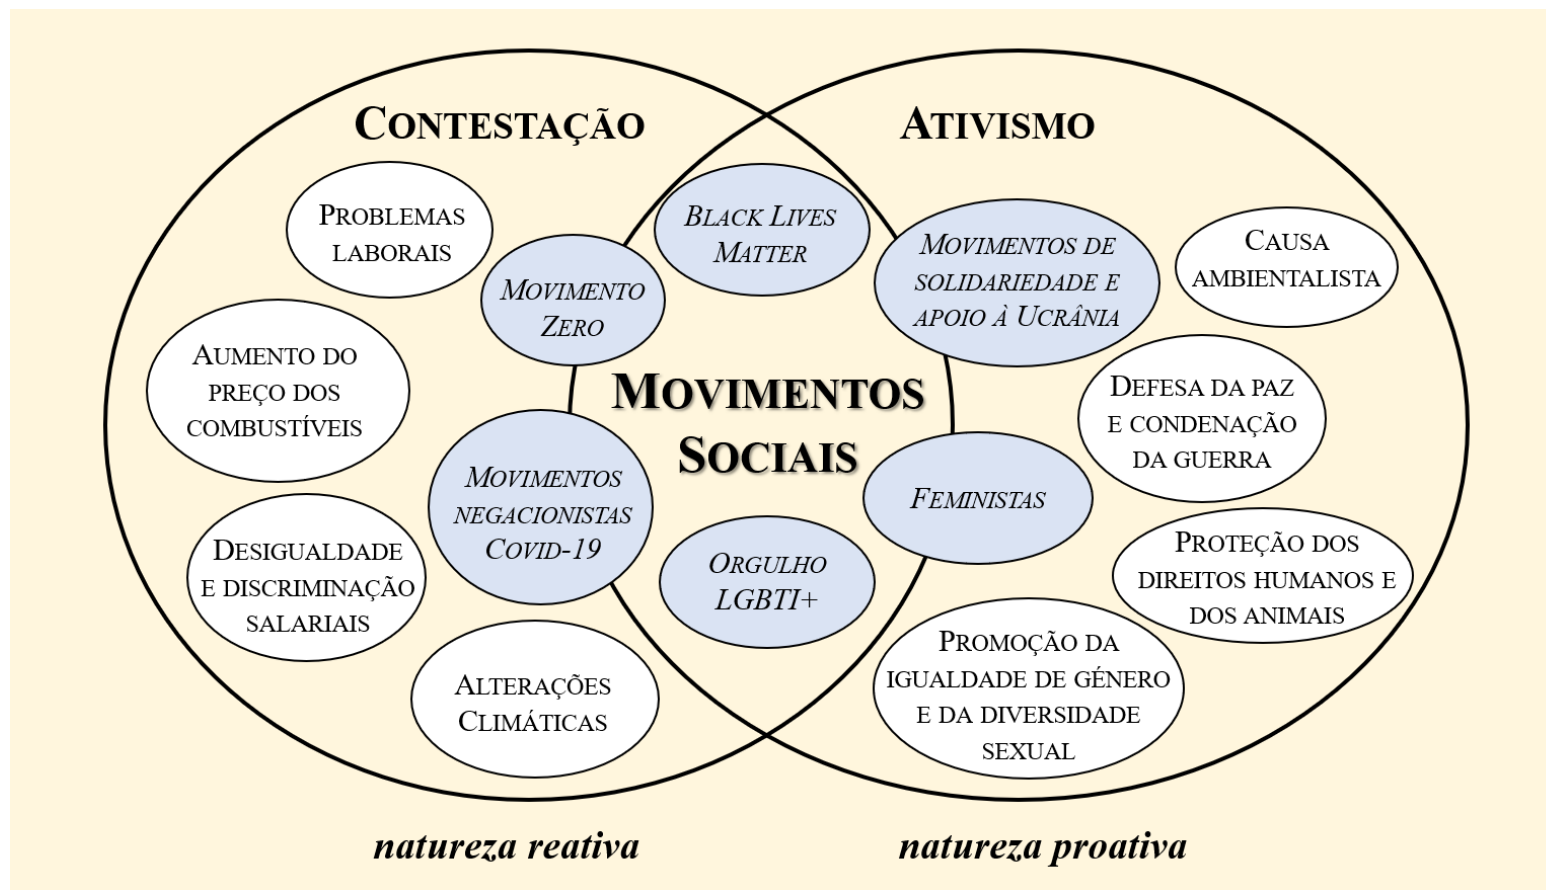 CONTESTAÇÃO
ATIVISMO
PROBLEMAS
LABORAIS
BLACK LIVES
MATTER
MOVIMENTOS DE
SOLIDARIEDADE E
APOIO À UCRÂNIA
CAUSA
AMBIENTALISTA
MOVIMENTO
ZERO
AUMENTO DO
PREÇO DOS
COMBUSTÍVEIS
MOVIMENTOS
SOCIAIS
DEFESA DA PAZ
E CONDENAÇÃO
DA GUERRA
MOVIMENTOS
NEGACIONISTAS
COVID-19
FEMINISTAS
DESIGUALDADE
E DISCRIMINAÇÃO
SALARIAIS
ORGULHO
LGBTI+
PROTEÇÃO DOS
DIREITOS HUMANOS E
DOS ANIMAIS
ALTERAÇÕES
CLIMÁTICAS
PROMOÇÃO DA
IGUALDADE DE GÉNERO
E DA DIVERSIDADE
SEXUAL
natureza reativa
natureza proativa